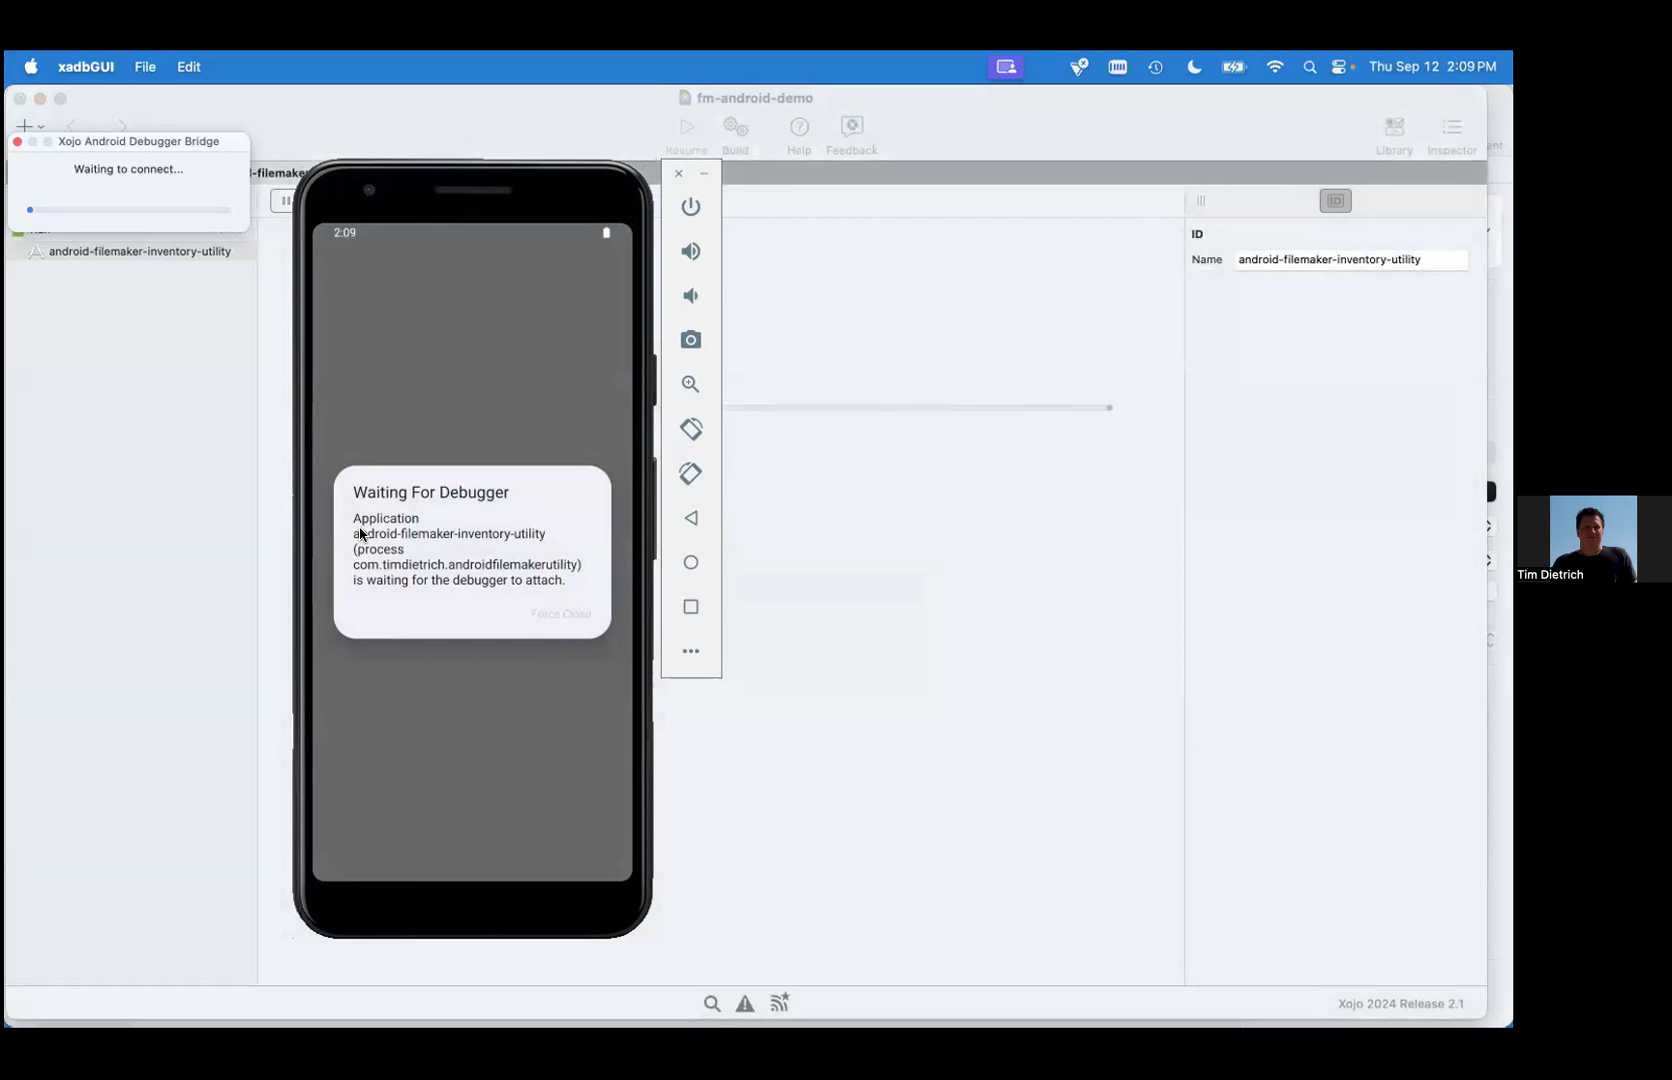 xadbGUI File Edit Thu Sep 12 2:09 PM
fm-android-demo
Xojo Android Debugger Bridge
Waiting to connect...
Resume Build Help Feedback Library Inspector
-filemaker
ID
ID
Name android-filemaker-inventory-utility
android-filemaker-inventory-utility
2:09
Waiting For Debugger
Application
android-filemaker-inventory-utility
(process
com.timdietrich.androidfilemakerutility)
is waiting for the debugger to attach.
Force Close
Tim Dietrich
Xojo 2024 Release 2.1